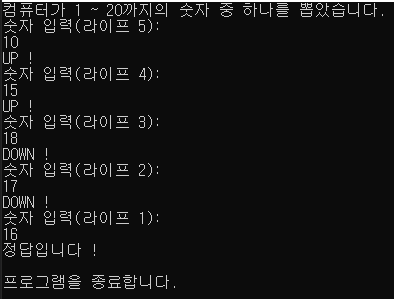 컴퓨터가 1 ~ 20까지의 숫자 중 하나를 뽑았습니다.
숫자 입력(라이프 5):
10
UP !
숫자 입력(라이프 4):
15
UP !
숫자 입력(라이프 3):
18
DOWN !
숫자 입력(라이프 2):
17
DOWN !
숫자 입력(라이프 1):
16
정답입니다 !
프로그램을 종료합니다.